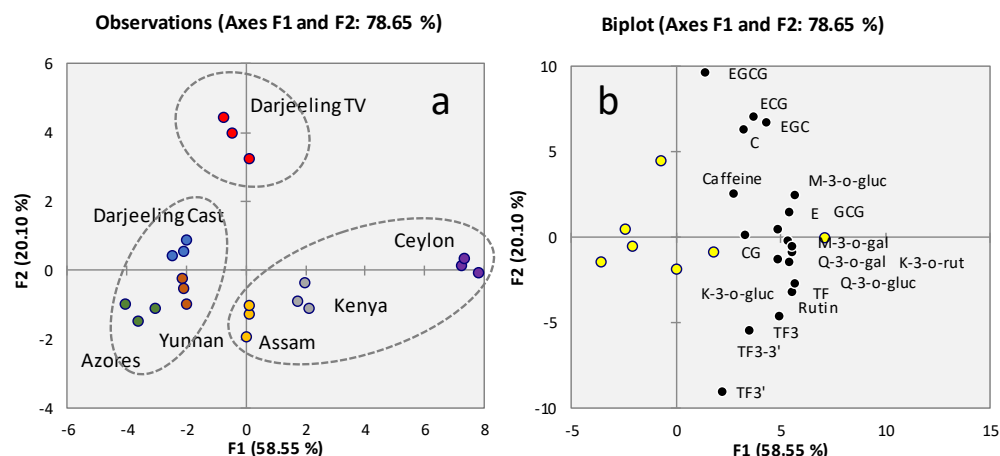 Observations (Axes F1 and F2: 78.65 %)
a
Darjeeling TV
Darjeeling Cast
Ceylon
Kenya
Assam
Yunnan
Azores
6
4
2
0
-2
-4
-6 -4 -2 0 2 4 6 8
F2 (20.10 %)
F1 (58.55 %)
Biplot (Axes F1 and F2: 78.65 %)
b
EGCG
ECG
EGC
C
Caffeine
M-3-o-gluc
E GCG
CG
M-3-o-gal
Q-3-o-gal K-3-o-rut
Q-3-o-gluc
K-3-o-gluc TF
Rutin
TF3
TF3-3'
TF3'
10
5
0
-5
-10
-5 0 5 10 15
F2 (20.10 %)
F1 (58.55 %)